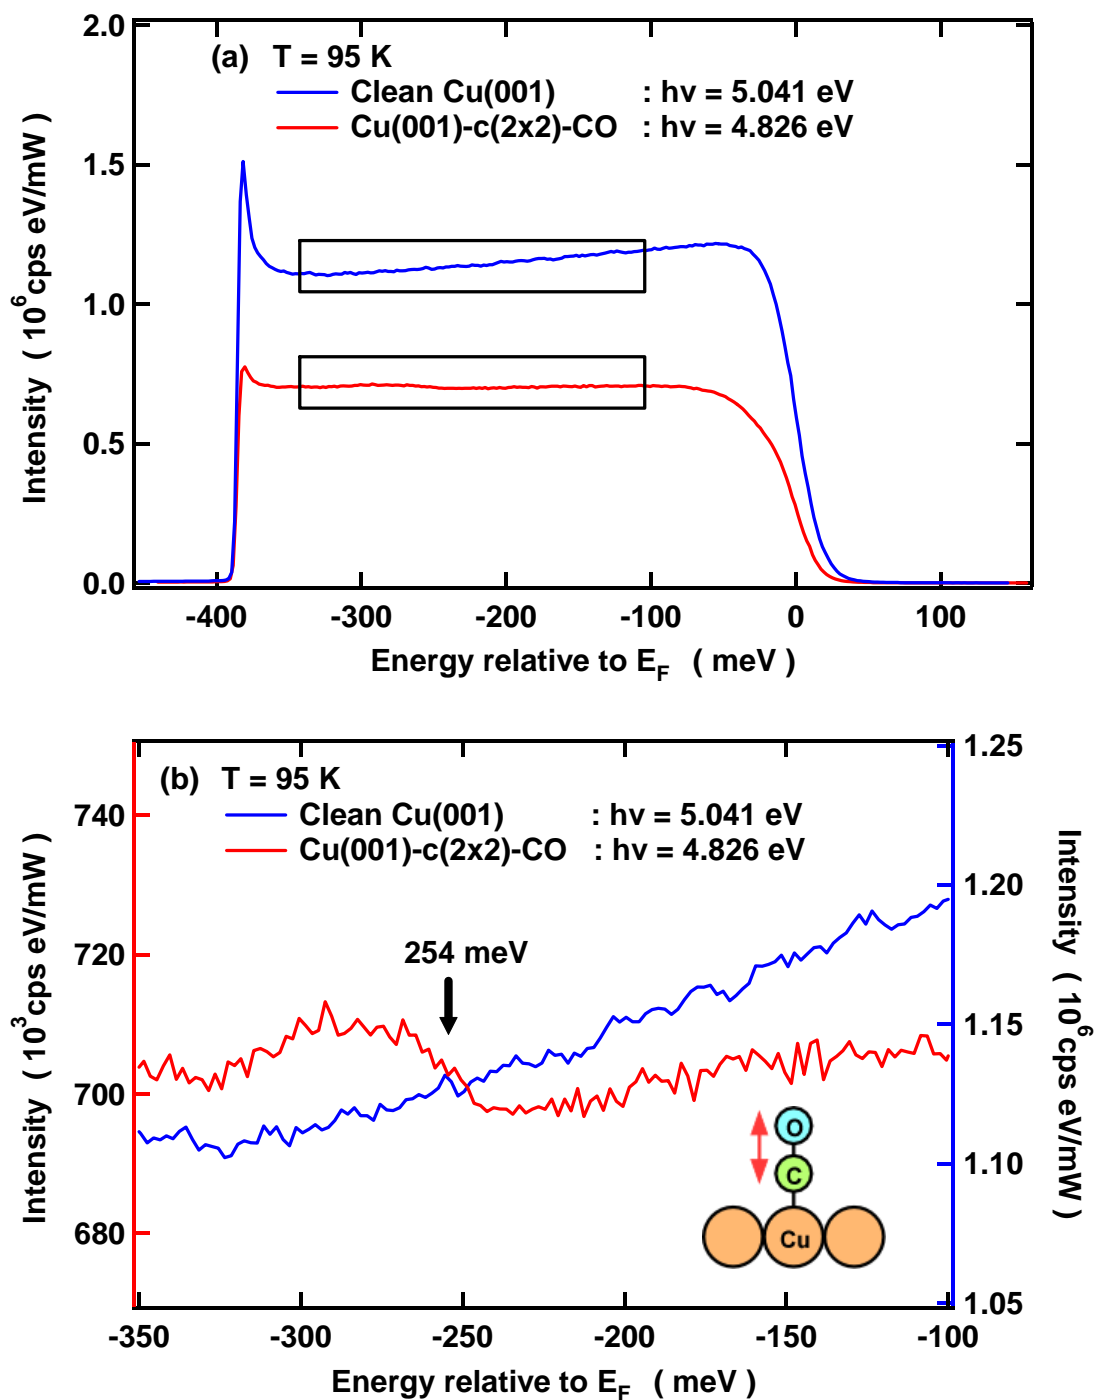 (a) T = 95 K
Clean Cu(001) : hν = 5.041 eV
Cu(001)-c(2x2)-CO : hν = 4.826 eV
Intensity ( 10⁶cps eV/mW)
2.0
1.5
1.0
0.5
0.0
-400 -300 -200 -100 0 100
Energy relative to E_F ( meV )
(b) T = 95 K
Clean Cu(001) : hν = 5.041 eV
Cu(001)-c(2x2)-CO : hν = 4.826 eV
254 meV
Intensity ( 10³cps eV/mW )
740
720
700
680
1.25
1.20
1.15
1.10
1.05
Intensity ( 10⁶cps eV/mW)
O
C
Cu
-350 -300 -250 -200 -150 -100
Energy relative to E_F ( meV )